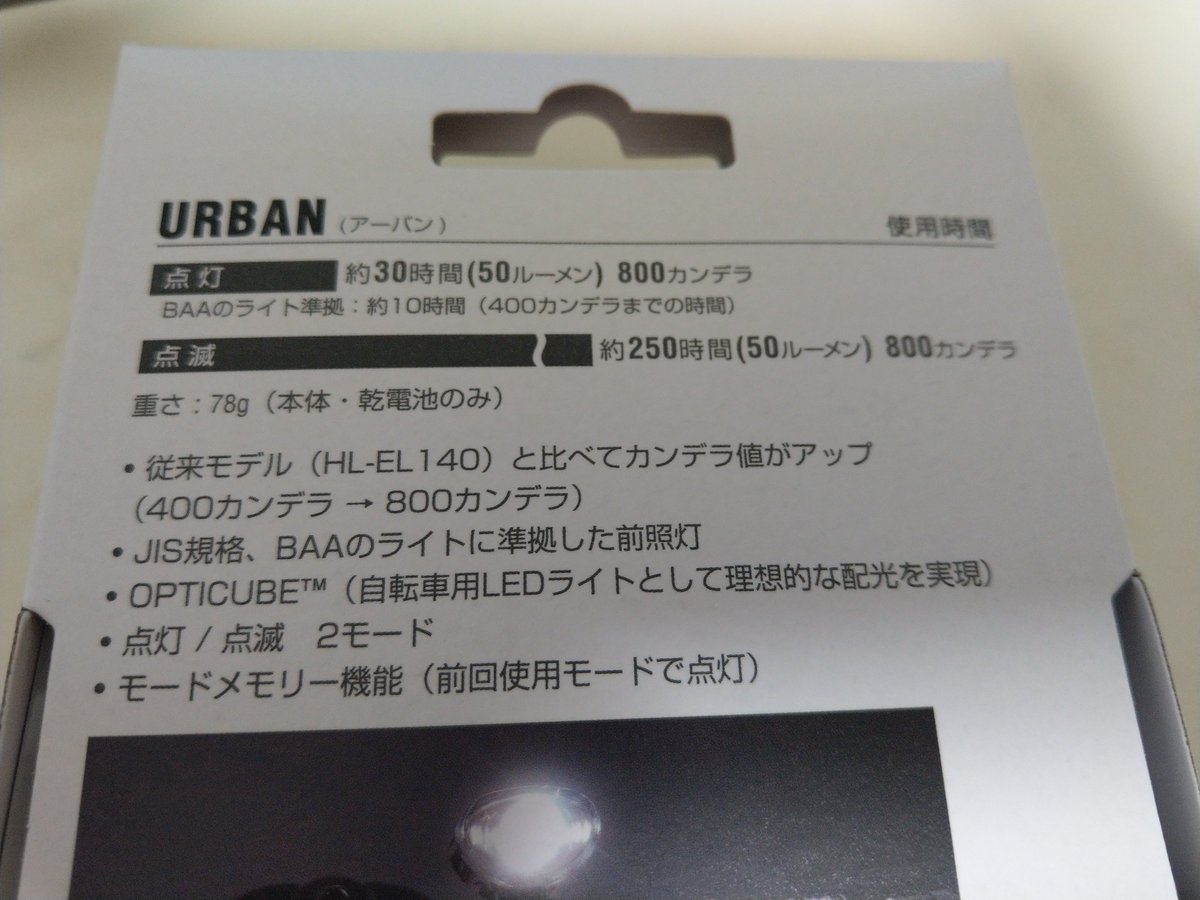 URBAN (アーバン) 使用時間
点灯 約30時間(50ルーメン) 800カンデラ
BAAのライト準拠:約10時間(400カンデラまでの時間)
点滅 約250時間(50ルーメン) 800カンデラ
重さ:78g(本体・乾電池のみ)
・従来モデル(HL-EL140)と比べてカンデラ値がアップ
(400カンデラ → 800カンデラ)
・JIS規格、BAAのライトに準拠した前照灯
・OPTICUBE™(自転車用LEDライトとして理想的な配光を実現)
・点灯 / 点滅 2モード
・モードメモリー機能(前回使用モードで点灯)